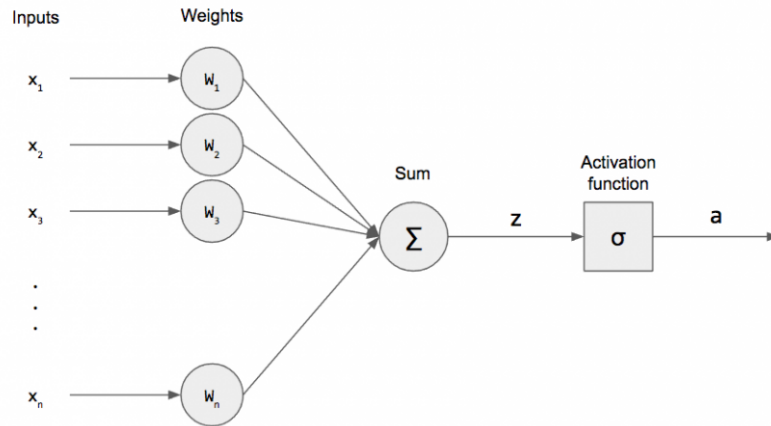 Inputs
Weights
x₁
W₁
x₂
W₂
x₃
W₃
Sum
Σ
z
Activation
function
σ
a
.
.
.
xₙ
Wₙ